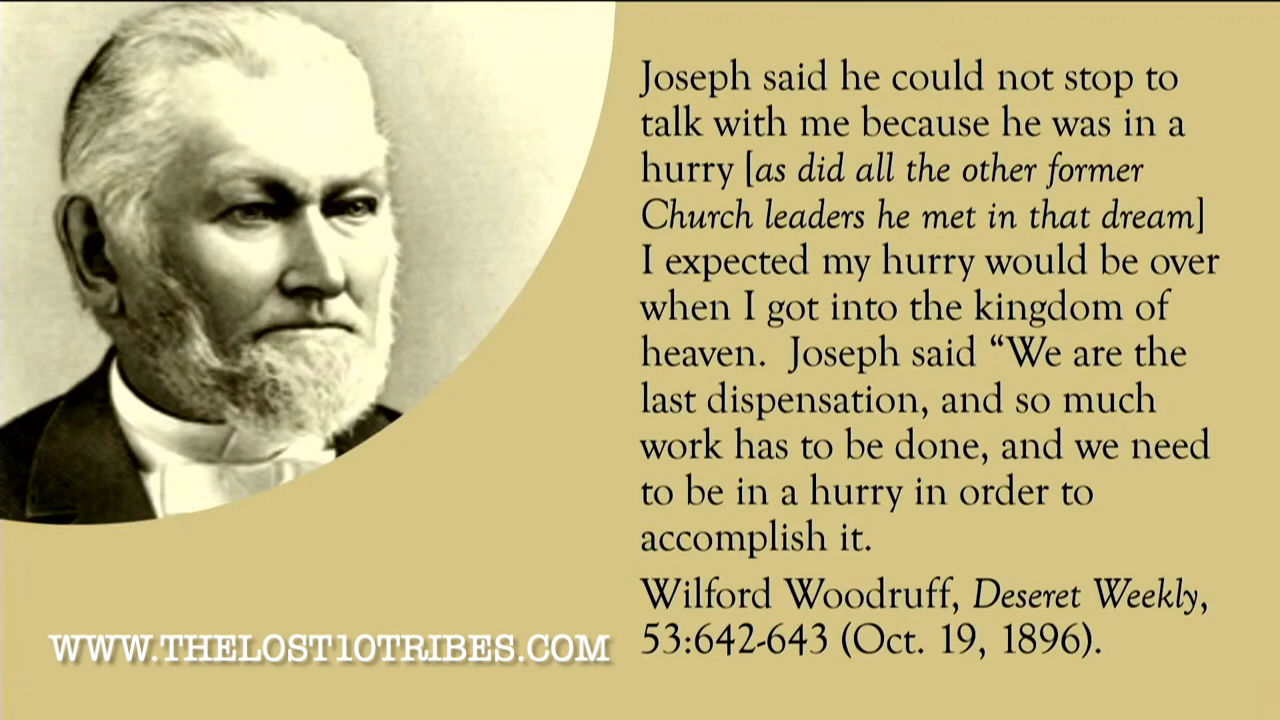 Joseph said he could not stop to
talk with me because he was in a
hurry [as did all the other former
Church leaders he met in that dream]
I expected my hurry would be over
when I got into the kingdom of
heaven.  Joseph said “We are the
last dispensation, and so much
work has to be done, and we need
to be in a hurry in order to
accomplish it.
Wilford Woodruff, Deseret Weekly,
53:642-643 (Oct. 19, 1896).
WWW.THELOST10TRIBES.COM